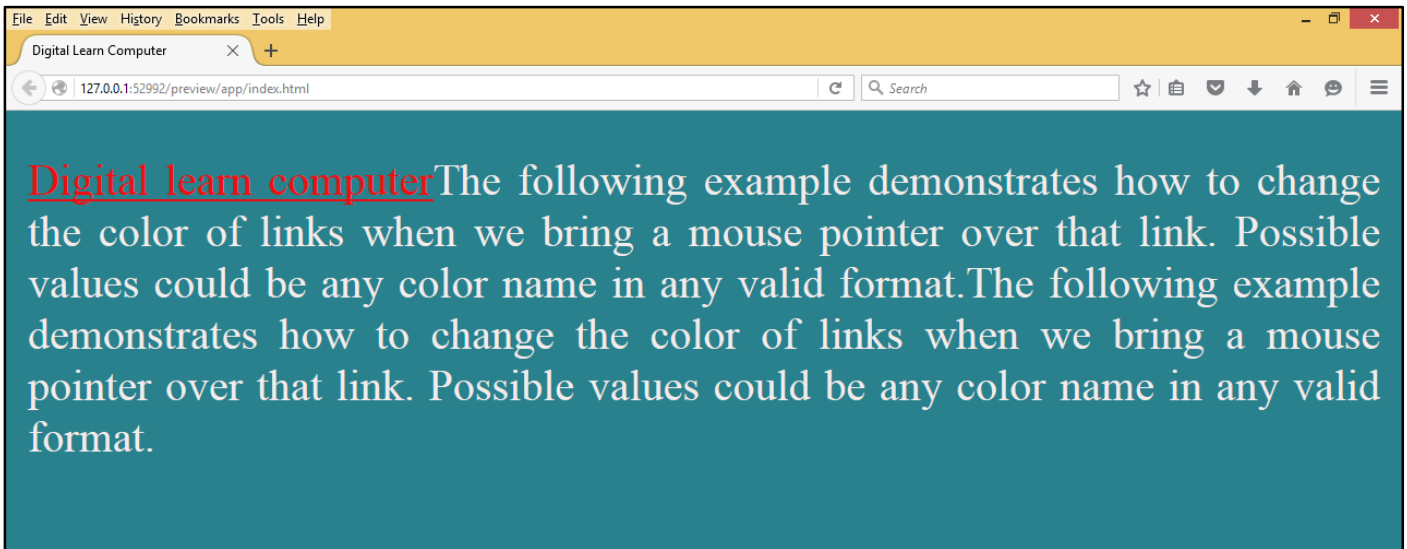 File Edit View History Bookmarks Tools Help
Digital Learn Computer
127.0.0.1:52992/preview/app/index.html
Search
Digital learn computerThe following example demonstrates how to change
the color of links when we bring a mouse pointer over that link. Possible
values could be any color name in any valid format.The following example
demonstrates how to change the color of links when we bring a mouse
pointer over that link. Possible values could be any color name in any valid
format.